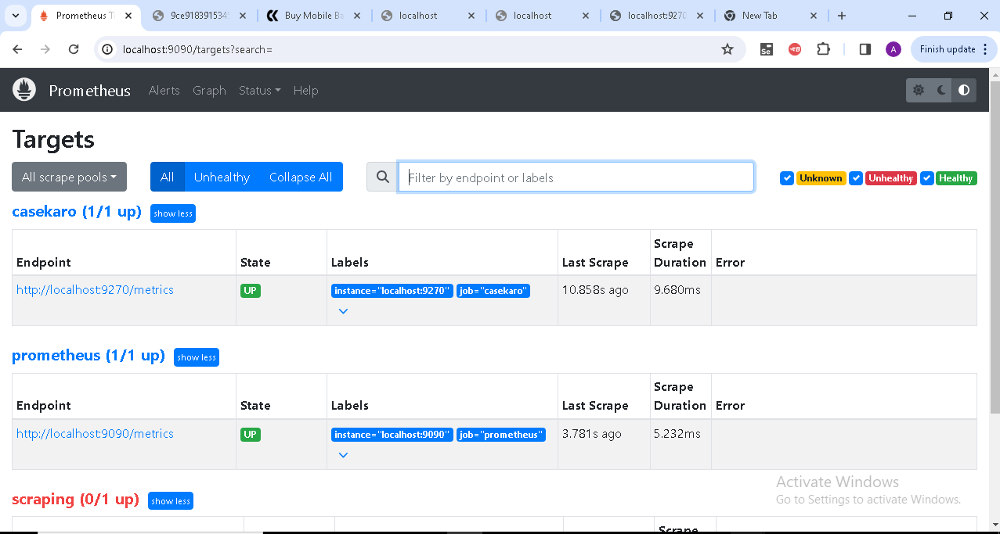 Prometheus T
9ce9183915345
Buy Mobile Ba
localhost
localhost
localhost:9270
New Tab
localhost:9090/targets?search=
Se
A
Finish update
Prometheus
Alerts
Graph
Status
Help
Targets
All scrape pools
All
Unhealthy
Collapse All
Filter by endpoint or labels
Unknown
Unhealthy
Healthy
casekaro (1/1 up)
show less
Endpoint
State
Labels
Last Scrape
Scrape
Duration
Error
http://localhost:9270/metrics
UP
instance="localhost:9270"
job="casekaro"
10.858s ago
9.680ms
prometheus (1/1 up)
show less
Endpoint
State
Labels
Last Scrape
Scrape
Duration
Error
http://localhost:9090/metrics
UP
instance="localhost:9090"
job="prometheus"
3.781s ago
5.232ms
Activate Windows
Go to Settings to activate Windows.
scraping (0/1 up)
show less
Scrape